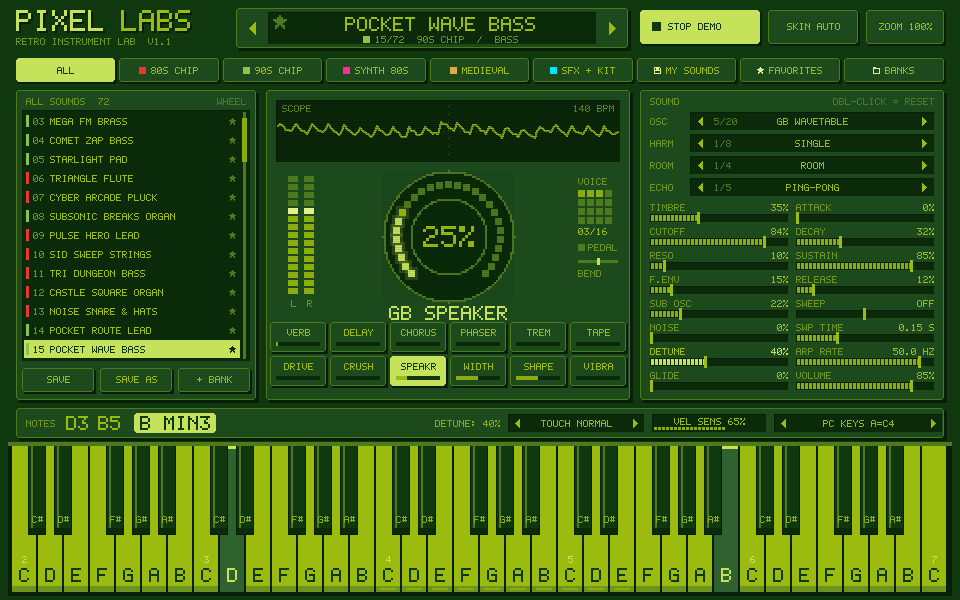 PIXEL LABS
RETRO INSTRUMENT LAB V1.1
POCKET WAVE BASS
15/72 90S CHIP / BASS
STOP DEMO
SKIN AUTO
ZOOM 100%
ALL
80S CHIP
90S CHIP
SYNTH 80S
MEDIEVAL
SFX + KIT
MY SOUNDS
FAVORITES
BANKS
ALL SOUNDS 72
WHEEL
03 MEGA FM BRASS
04 COMET ZAP BASS
05 STARLIGHT PAD
06 TRIANGLE FLUTE
07 CYBER ARCADE PLUCK
08 SUBSONIC BREAKS ORGAN
09 PULSE HERO LEAD
10 SID SWEEP STRINGS
11 TRI DUNGEON BASS
12 CASTLE SQUARE ORGAN
13 NOISE SNARE & HATS
14 POCKET ROUTE LEAD
15 POCKET WAVE BASS
SAVE
SAVE AS
+ BANK
SCOPE
140 BPM
L R
25%
GB SPEAKER
VOICE
03/16
PEDAL
BEND
VERB
DELAY
CHORUS
PHASER
TREM
TAPE
DRIVE
CRUSH
SPEAKR
WIDTH
SHAPE
VIBRA
SOUND
DBL-CLICK = RESET
OSC 5/20 GB WAVETABLE
HARM 1/8 SINGLE
ROOM 1/4 ROOM
ECHO 1/5 PING-PONG
TIMBRE 35% ATTACK 0%
CUTOFF 84% DECAY 32%
RESO 10% SUSTAIN 85%
F.ENV 15% RELEASE 12%
SUB OSC 22% SWEEP OFF
NOISE 0% SWP TIME 0.15 S
DETUNE 40% ARP RATE 50.0 HZ
GLIDE 0% VOLUME 85%
NOTES D3 B5 B MIN3
DETUNE: 40%
TOUCH NORMAL
VEL SENS 65%
PC KEYS A=C4
C# D# F# G# A# C# D# F# G# A# C# D# F# G# A# C# D# F# G# A# C# D# F# G# A#
2 3 4 5 6 7
C D E F G A B C D E F G A B C D E F G A B C D E F G A B C D E F G A B C